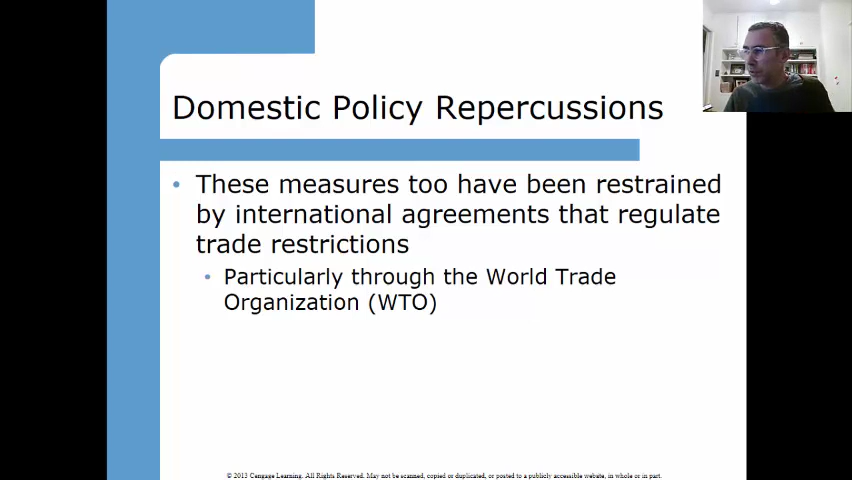 Domestic Policy Repercussions
These measures too have been restrained
by international agreements that regulate
trade restrictions
Particularly through the World Trade
Organization (WTO)
© 2013 Cengage Learning. All Rights Reserved. May not be scanned, copied or duplicated, or posted to a publicly accessible website, in whole or in part.